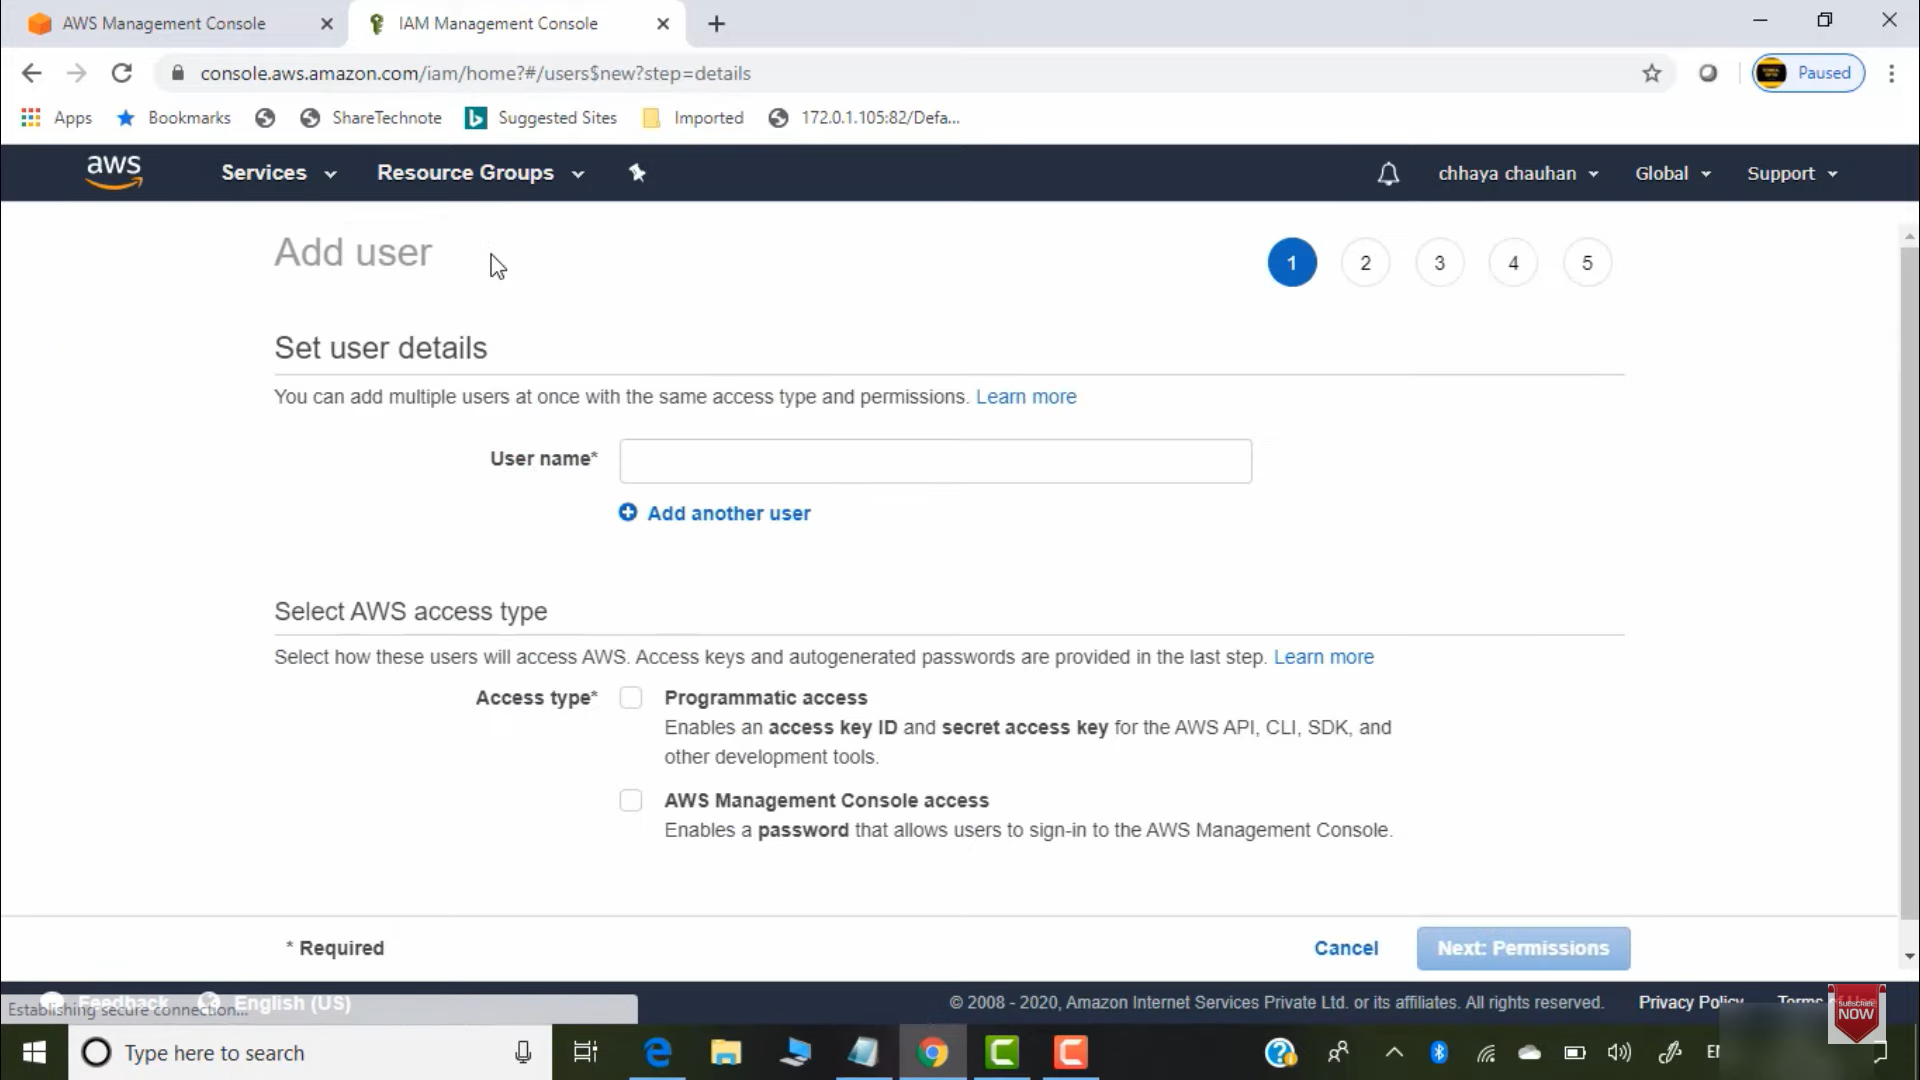 AWS Management Console
IAM Management Console
console.aws.amazon.com/iam/home?#/users$new?step=details
Paused
Apps
Bookmarks
ShareTechnote
Suggested Sites
Imported
172.0.1.105:82/Defa...
aws
Services
Resource Groups
chhaya chauhan
Global
Support
Add user
1
2
3
4
5
Set user details
You can add multiple users at once with the same access type and permissions. Learn more
User name*
Add another user
Select AWS access type
Select how these users will access AWS. Access keys and autogenerated passwords are provided in the last step. Learn more
Access type*
Programmatic access
Enables an access key ID and secret access key for the AWS API, CLI, SDK, and
other development tools.
AWS Management Console access
Enables a password that allows users to sign-in to the AWS Management Console.
* Required
Cancel
Next: Permissions
Feedback
English (US)
Establishing secure connection...
© 2008 - 2020, Amazon Internet Services Private Ltd. or its affiliates. All rights reserved.
Privacy Policy
Terms
SUBSCRIBE
NOW
Type here to search